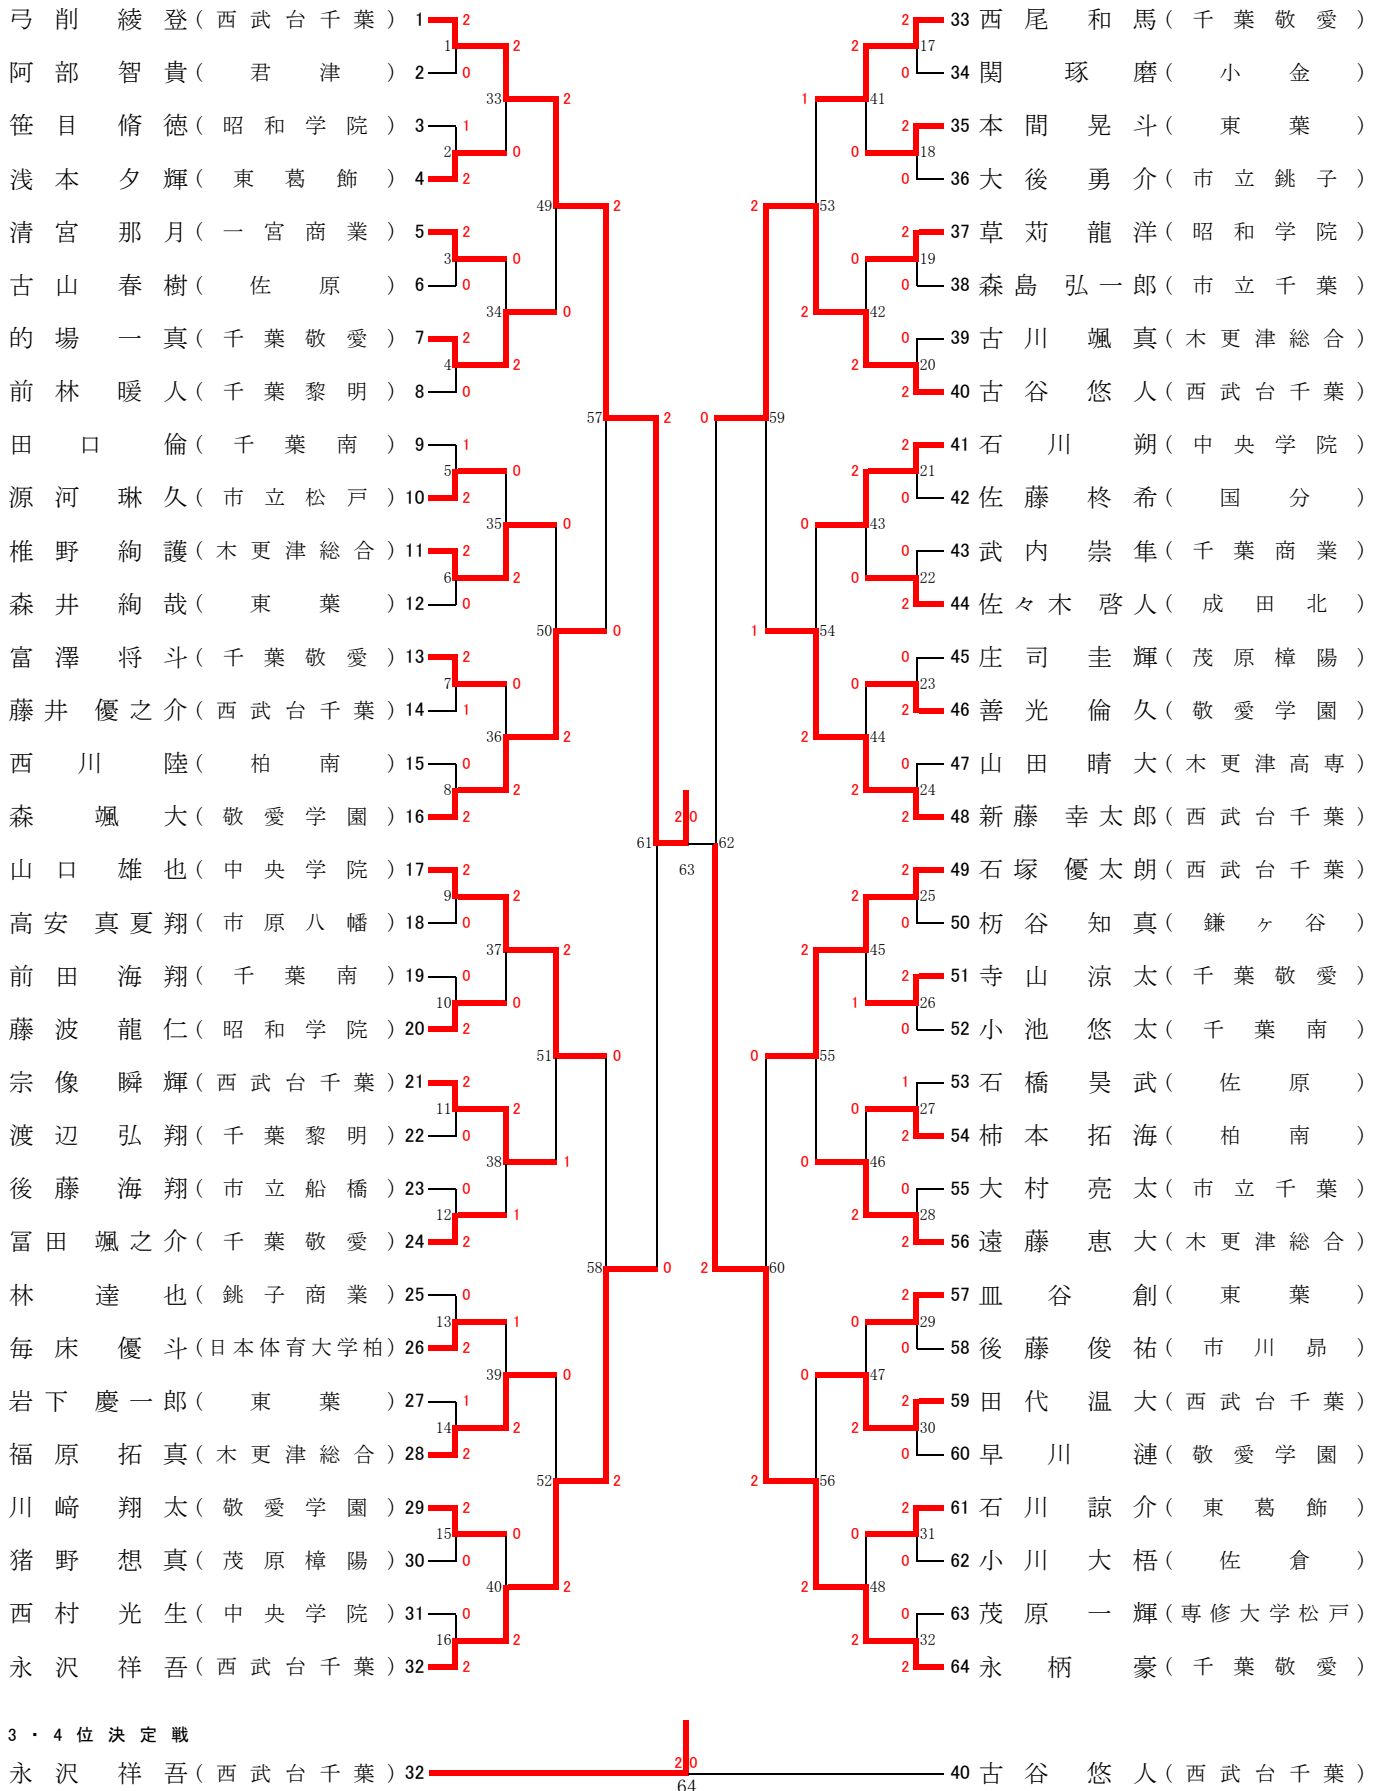 弓削 綾登(西武台千葉) 1
阿部 智貴(君津) 2
笹目 脩徳(昭和学院) 3
浅本 夕輝(東葛飾) 4
清宮 那月(一宮商業) 5
古山 春樹(佐原) 6
的場 一真(千葉敬愛) 7
前林 暖人(千葉黎明) 8
田口 倫(千葉南) 9
源河 琳久(市立松戸) 10
椎野 絢護(木更津総合) 11
森井 絢哉(東葉) 12
富澤 将斗(千葉敬愛) 13
藤井 優之介(西武台千葉) 14
西川 陸(柏南) 15
森 颯大(敬愛学園) 16
山口 雄也(中央学院) 17
高安 真夏翔(市原八幡) 18
前田 海翔(千葉南) 19
藤波 龍仁(昭和学院) 20
宗像 瞬輝(西武台千葉) 21
渡辺 弘翔(千葉黎明) 22
後藤 海翔(市立船橋) 23
冨田 颯之介(千葉敬愛) 24
林 達也(銚子商業) 25
毎床 優斗(日本体育大学柏) 26
岩下 慶一郎(東葉) 27
福原 拓真(木更津総合) 28
川﨑 翔太(敬愛学園) 29
猪野 想真(茂原樟陽) 30
西村 光生(中央学院) 31
永沢 祥吾(西武台千葉) 32
33 西尾 和馬(千葉敬愛)
34 関 琢磨(小金)
35 本間 晃斗(東葉)
36 大後 勇介(市立銚子)
37 草苅 龍洋(昭和学院)
38 森島 弘一郎(市立千葉)
39 古川 颯真(木更津総合)
40 古谷 悠人(西武台千葉)
41 石川 朔(中央学院)
42 佐藤 柊希(国分)
43 武内 崇隼(千葉商業)
44 佐々木 啓人(成田北)
45 庄司 圭輝(茂原樟陽)
46 善光 倫久(敬愛学園)
47 山田 晴大(木更津高専)
48 新藤 幸太郎(西武台千葉)
49 石塚 優太朗(西武台千葉)
50 枥谷 知真(鎌ヶ谷)
51 寺山 涼太(千葉敬愛)
52 小池 悠太(千葉南)
53 石橋 昊武(佐原)
54 柿本 拓海(柏南)
55 大村 亮太(市立千葉)
56 遠藤 恵大(木更津総合)
57 皿谷 創(東葉)
58 後藤 俊祐(市川昴)
59 田代 温大(西武台千葉)
60 早川 漣(敬愛学園)
61 石川 諒介(東葛飾)
62 小川 大梧(佐倉)
63 茂原 一輝(専修大学松戸)
64 永柄 豪(千葉敬愛)
3・4位決定戦
永沢 祥吾(西武台千葉) 32 2 0 40 古谷 悠人(西武台千葉)
64